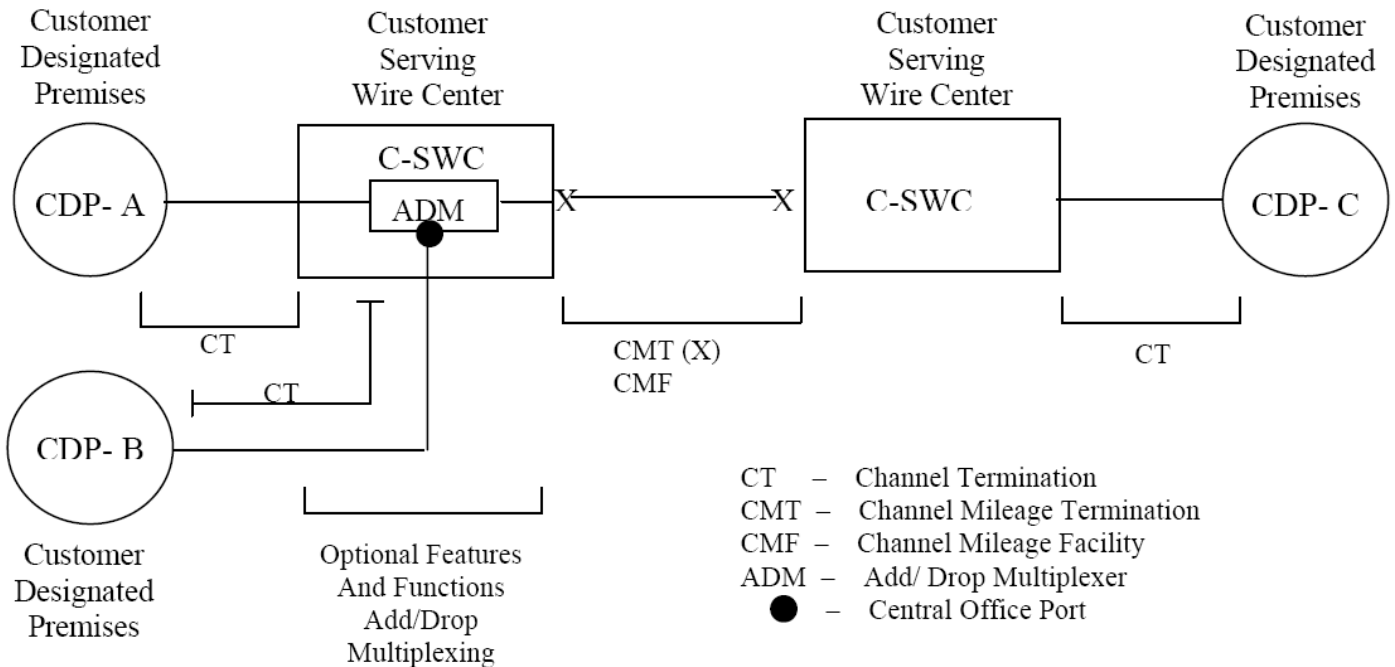 Customer
Designated
Premises
Customer
Serving
Wire Center
Customer
Serving
Wire Center
Customer
Designated
Premises
CDP- A
C-SWC
ADM
X
X
C-SWC
CDP- C
CT
CT
CMT (X)
CMF
CT
CDP- B
Customer
Designated
Premises
Optional Features
And Functions
Add/Drop
Multiplexing
CT – Channel Termination
CMT – Channel Mileage Termination
CMF – Channel Mileage Facility
ADM – Add/ Drop Multiplexer
● – Central Office Port